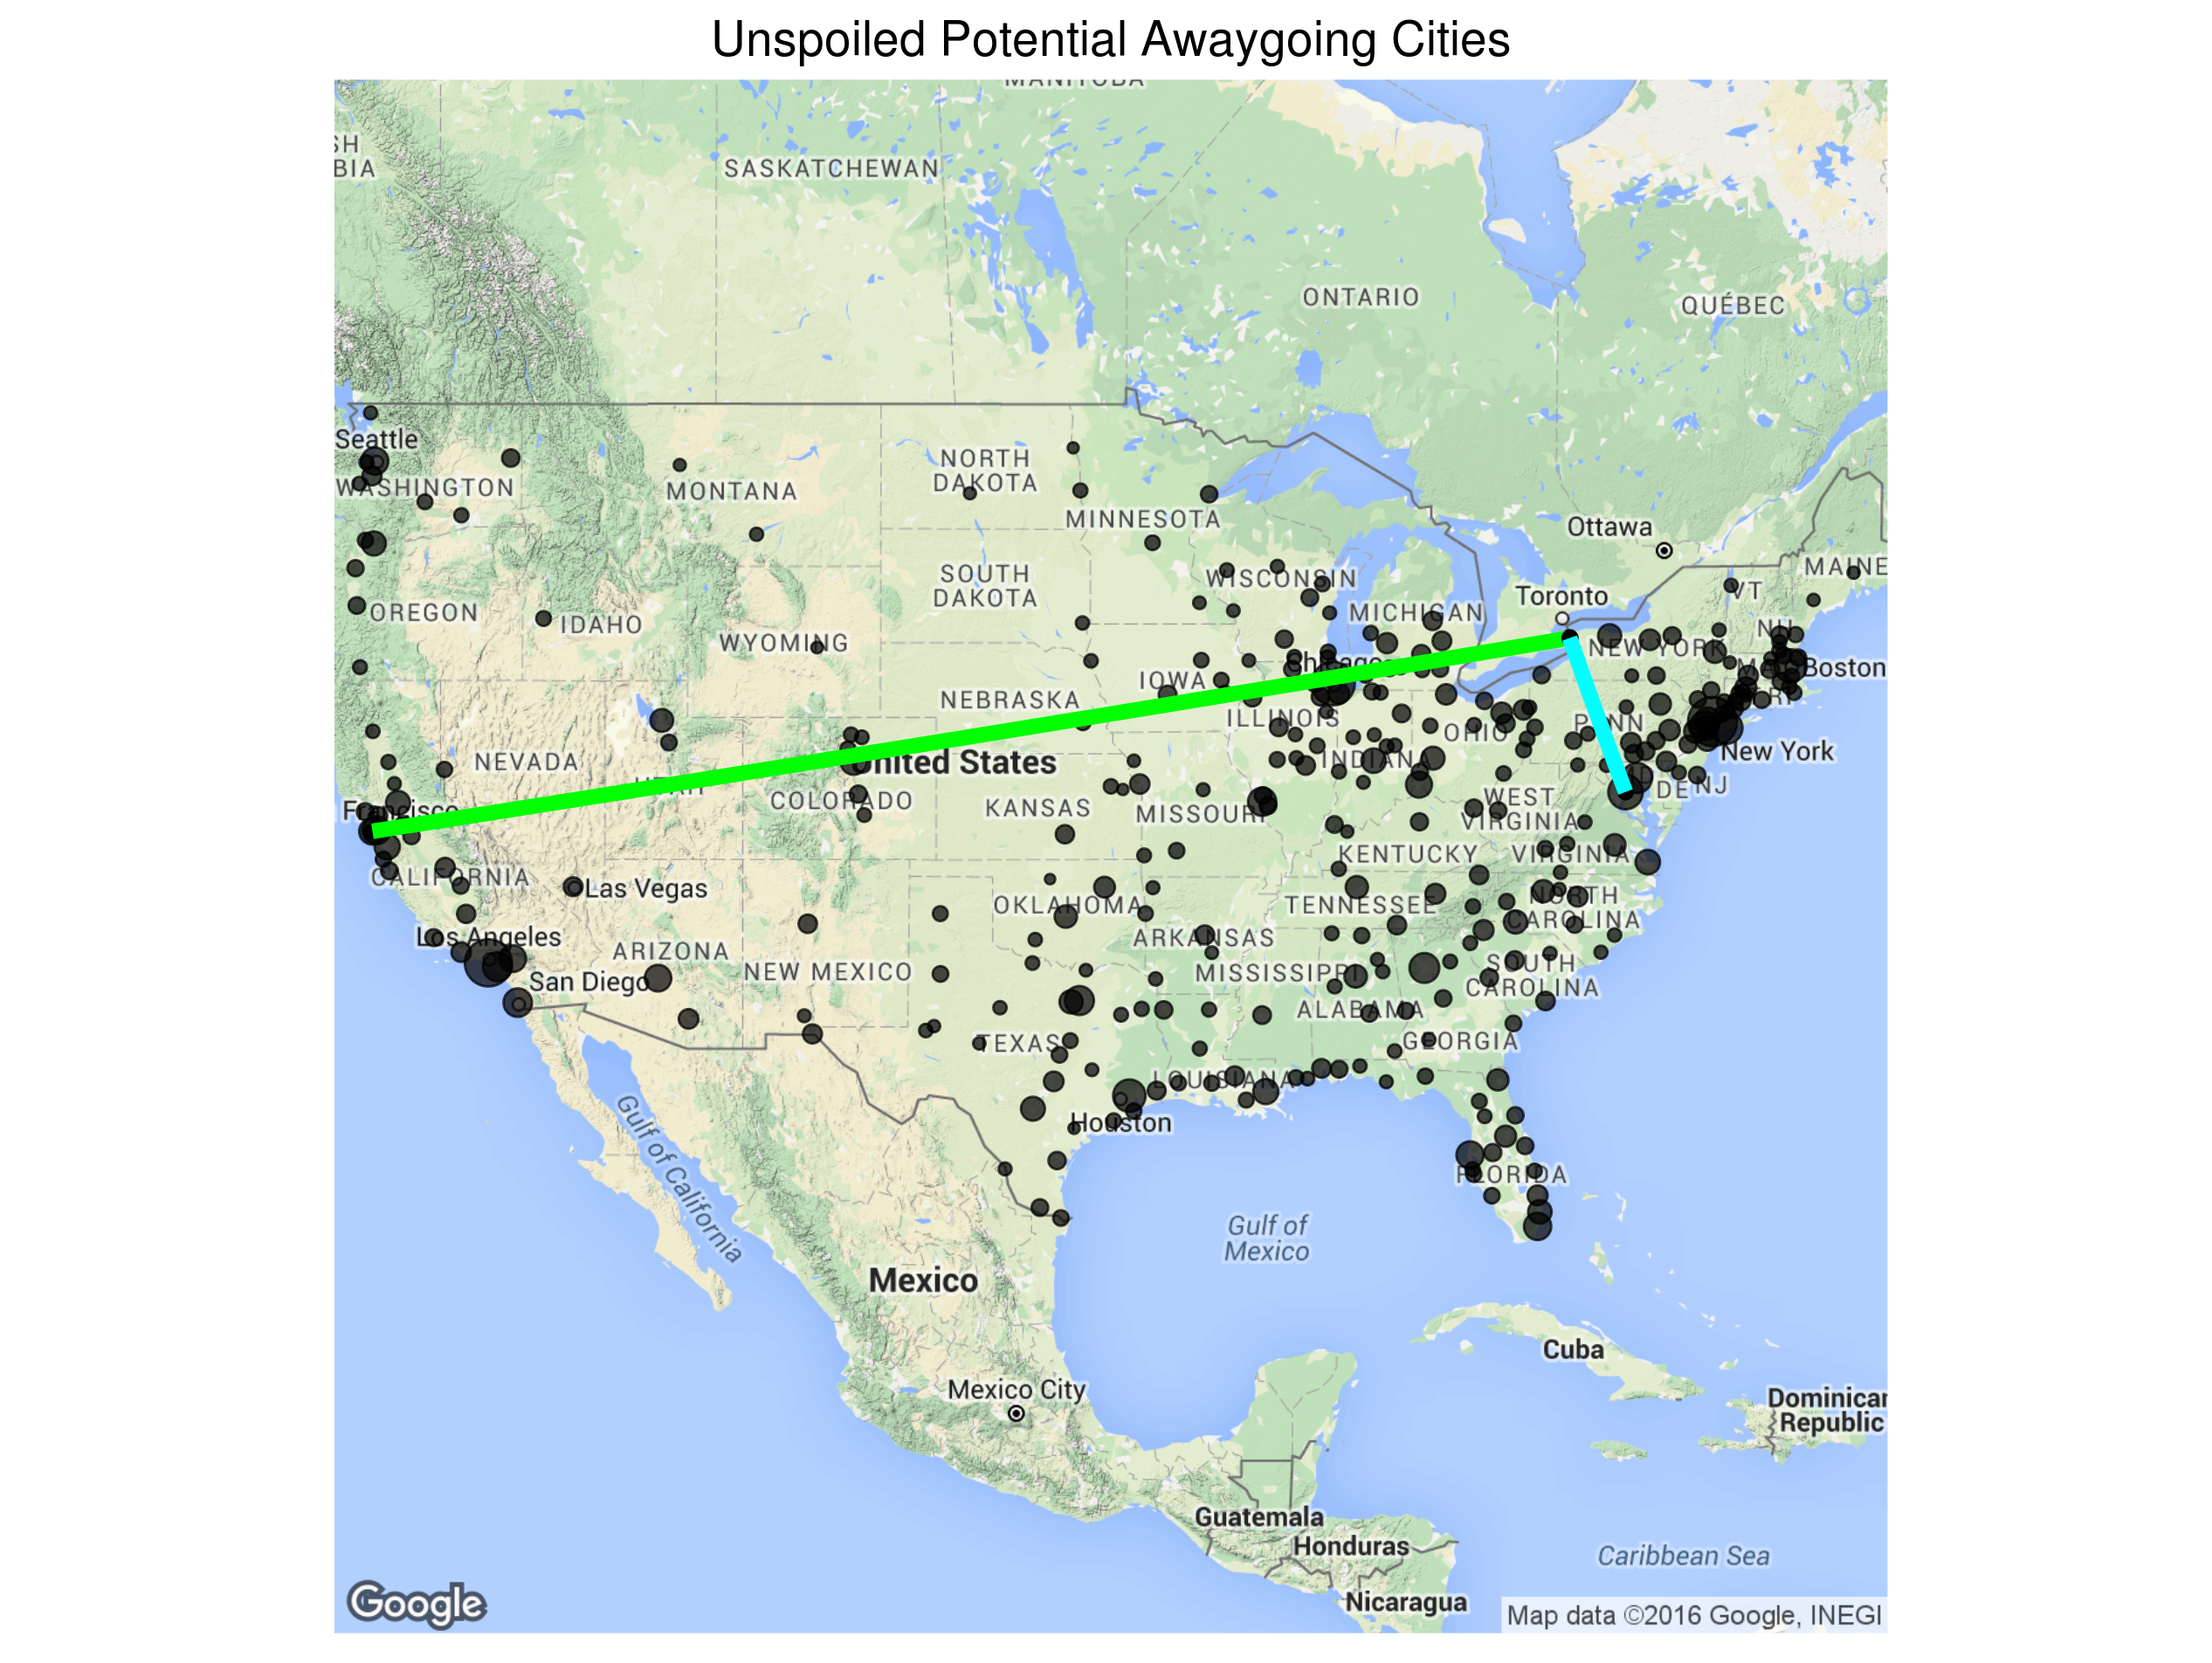 Unspoiled Potential Awaygoing Cities
MANITOBA
SH
BIA
SASKATCHEWAN
ONTARIO
QUÉBEC
Seattle
WASHINGTON
MONTANA
NORTH
DAKOTA
MINNESOTA
Ottawa
MAINE
OREGON
IDAHO
SOUTH
DAKOTA
WISCONSIN
MICHIGAN
Toronto
VT
WYOMING
NEW YORK
NH
Chicago
MA
Boston
NEBRASKA
IOWA
RI
ILLINOIS
OHIO
PENN
New York
NEVADA
UTAH
United States
INDIANA
COLORADO
KANSAS
MISSOURI
WEST
VIRGINIA
DE
NJ
Francisco
CALIFORNIA
KENTUCKY
VIRGINIA
Las Vegas
OKLAHOMA
TENNESSEE
NORTH
CAROLINA
Los Angeles
ARIZONA
NEW MEXICO
ARKANSAS
San Diego
MISSISSIPPI
SOUTH
CAROLINA
ALABAMA
TEXAS
GEORGIA
LOUISIANA
Houston
Gulf of California
FLORIDA
Gulf of
Mexico
Mexico
Cuba
Mexico City
Dominican
Republic
Guatemala
Honduras
Caribbean Sea
Nicaragua
Google
Map data ©2016 Google, INEGI